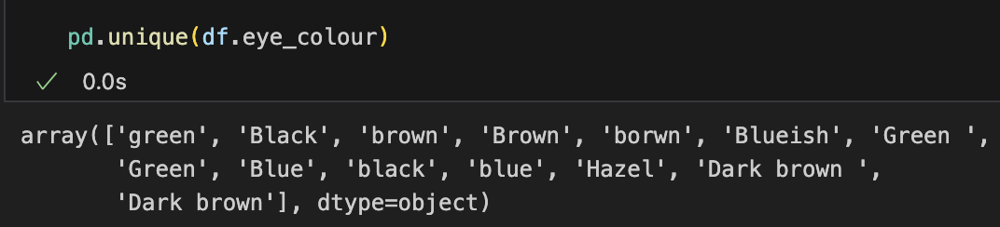 pd.unique(df.eye_colour)
✓ 0.0s
array(['green', 'Black', 'brown', 'Brown', 'borwn', 'Blueish', 'Green ',
'Green', 'Blue', 'black', 'blue', 'Hazel', 'Dark brown ',
'Dark brown'], dtype=object)